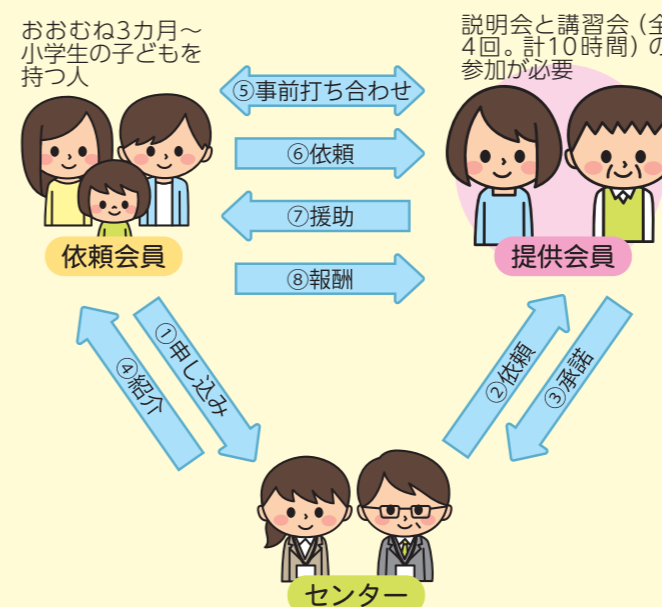 おおむね3カ月～
小学生の子どもを
持つ人
説明会と講習会（全
4回。計10時間）の
参加が必要
⑤事前打ち合わせ
⑥依頼
⑦援助
⑧報酬
依頼会員
提供会員
①申し込み
④紹介
②依頼
③承諾
センター